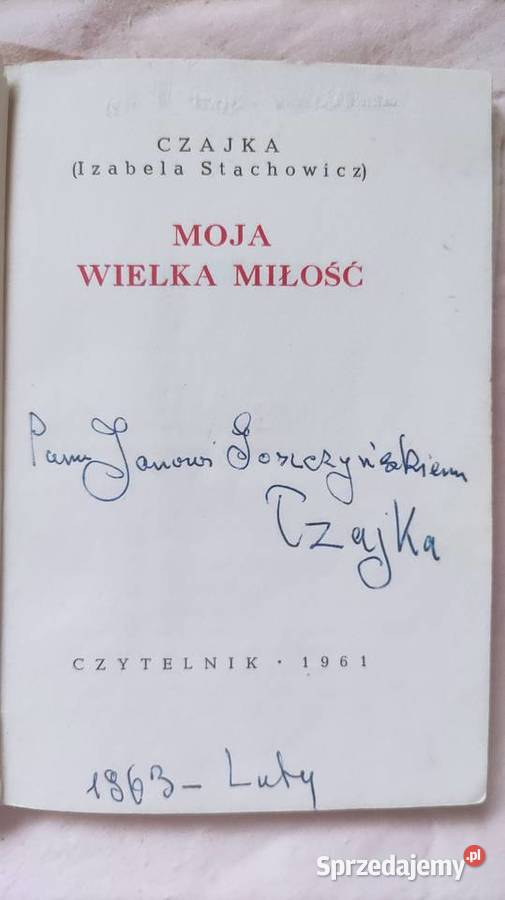 CZAJKA
(Izabela Stachowicz)
MOJA
WIELKA MIŁOŚĆ
Panu Janowi Goszczyńskiemu
Czajka
CZYTELNIK · 1961
1963 – Luty
Sprzedajemy.pl